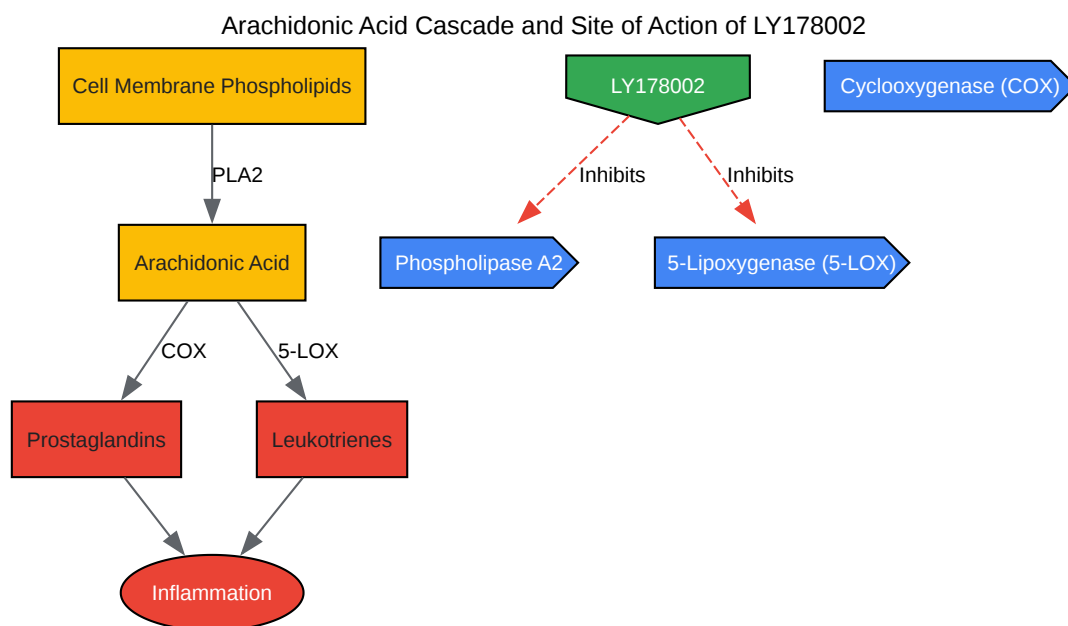 Arachidonic Acid Cascade and Site of Action of LY178002
Cell Membrane Phospholipids
LY178002
Cyclooxygenase (COX)
PLA2
Inhibits
Inhibits
Arachidonic Acid
Phospholipase A2
5-Lipoxygenase (5-LOX)
COX
5-LOX
Prostaglandins
Leukotrienes
Inflammation